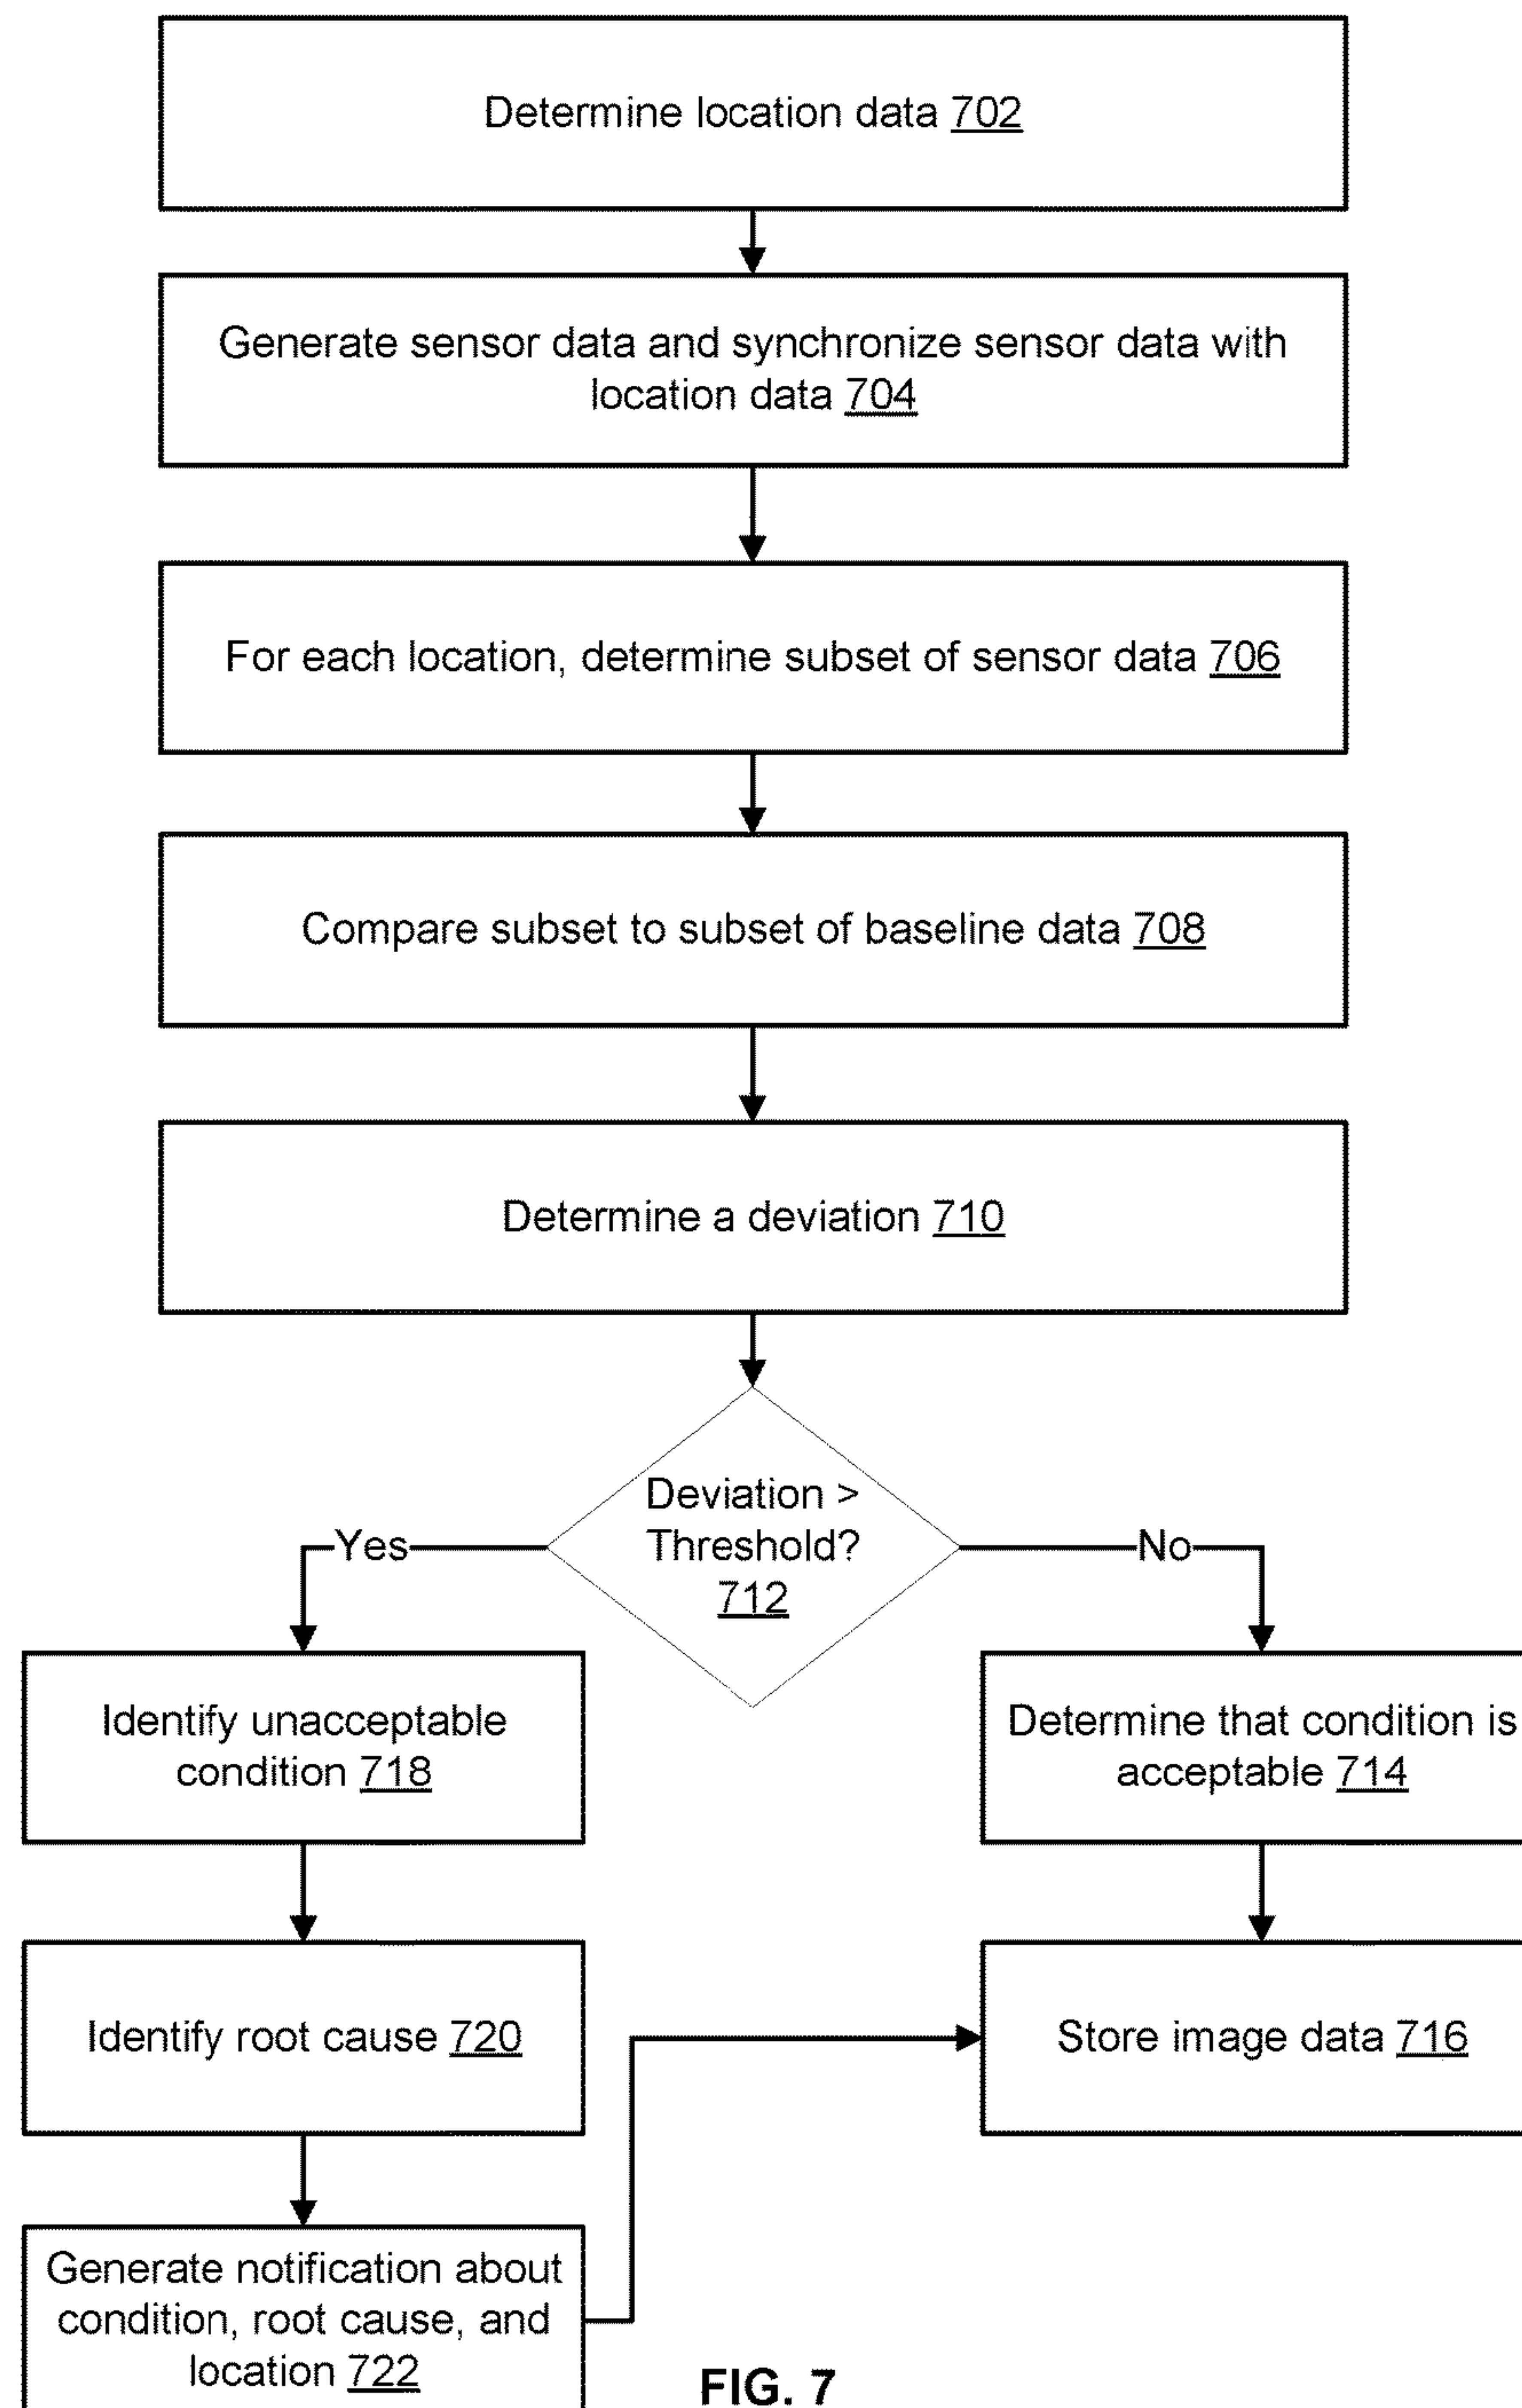 Determine location data 702
Generate sensor data and synchronize sensor data with
location data 704
For each location, determine subset of sensor data 706
Compare subset to subset of baseline data 708
Determine a deviation 710
Deviation >
Threshold?
712
Yes
No
Identify unacceptable
condition 718
Determine that condition is
acceptable 714
Identify root cause 720
Store image data 716
Generate notification about
condition, root cause, and
location 722
FIG. 7